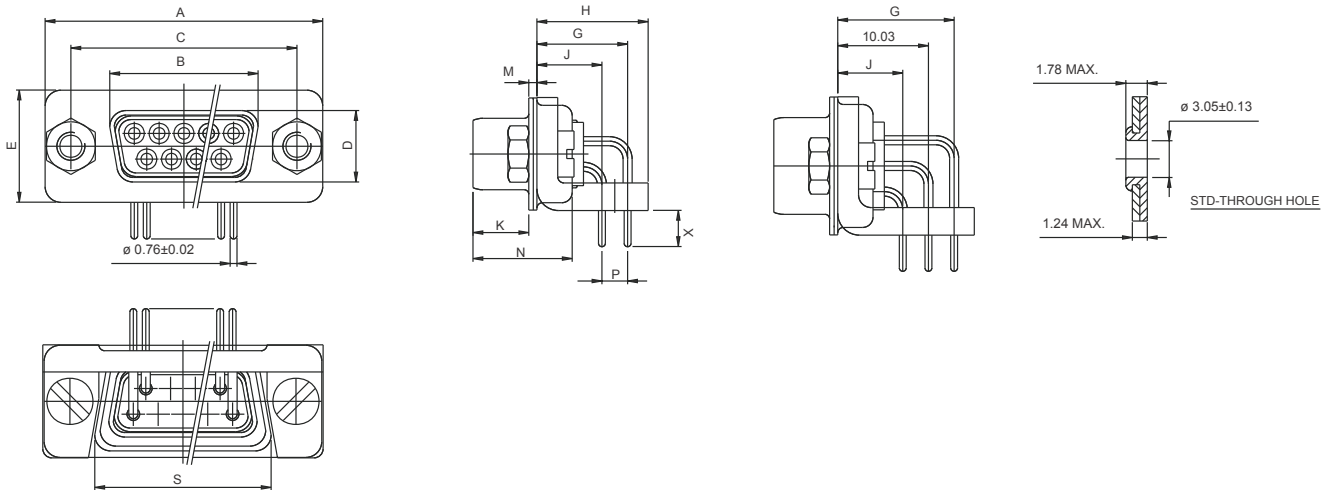 A
C
B
E
D
ø 0.76±0.02
H
G
J
M
K
N
P
X
G
10.03
J
1.78 MAX.
ø 3.05±0.13
STD-THROUGH HOLE
1.24 MAX.
S